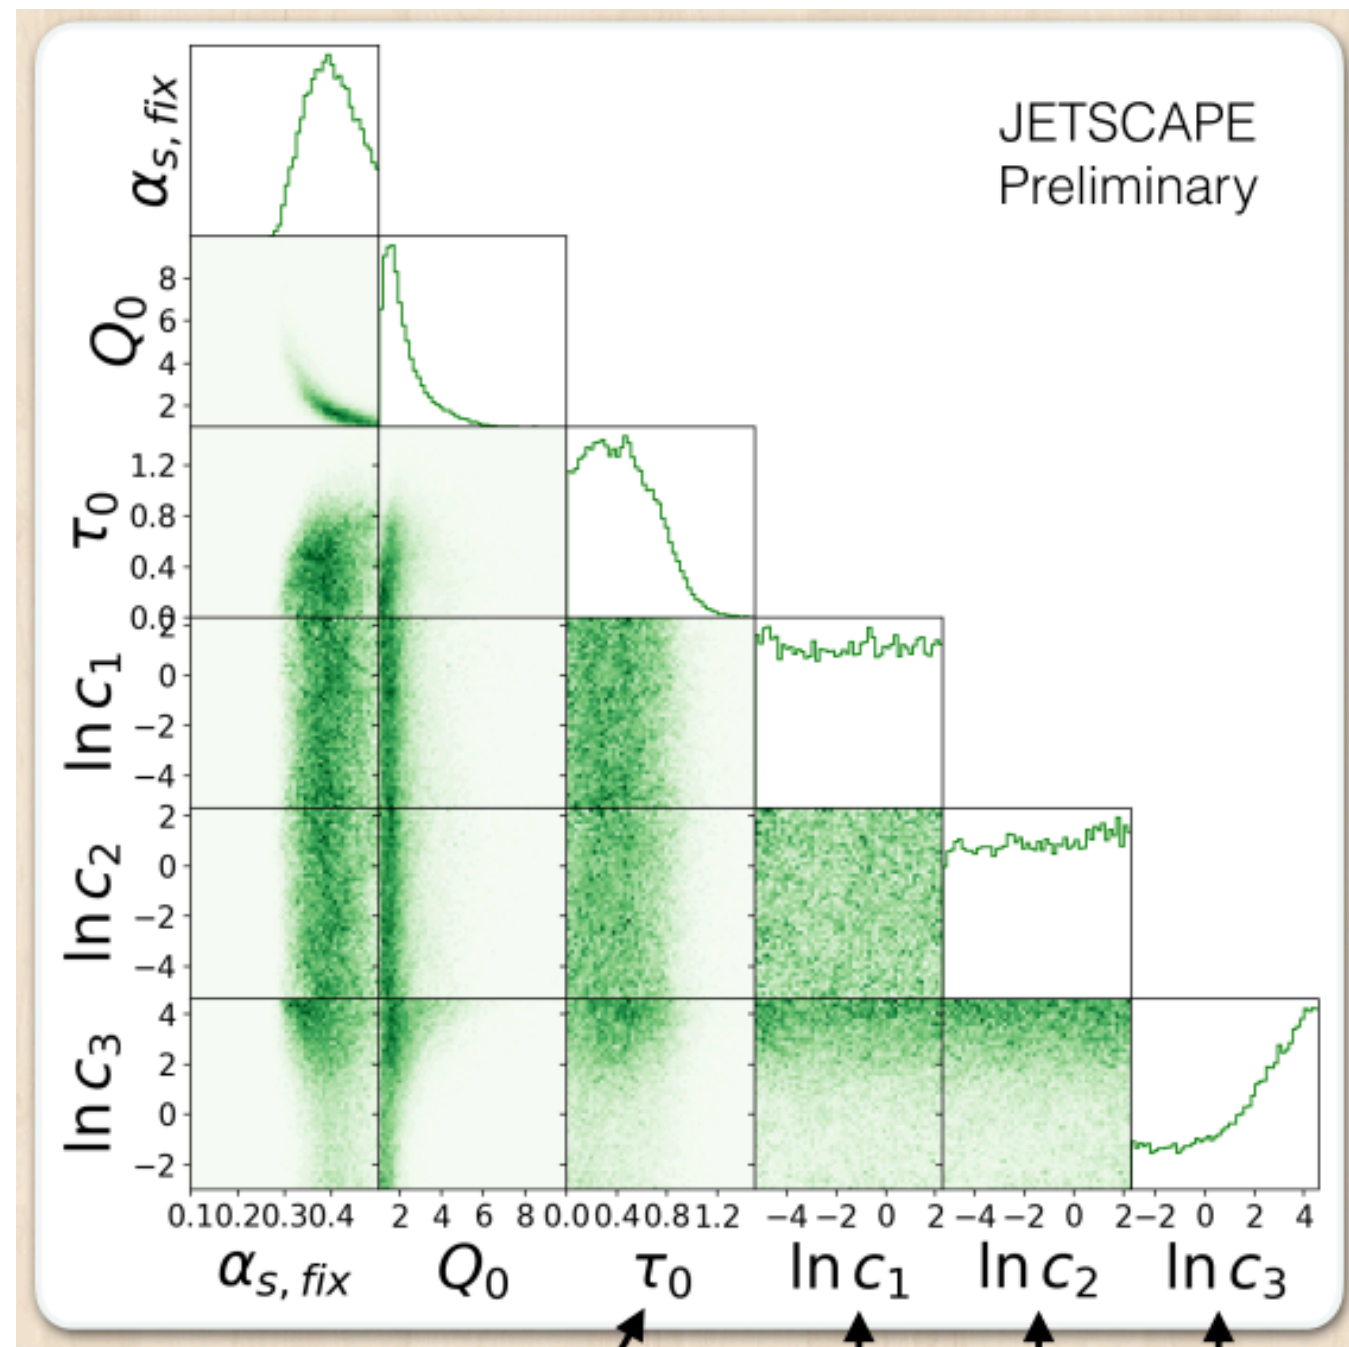 JETSCAPE
Preliminary
α_{s, fix}
Q₀
8
6
4
2
τ₀
1.2
0.8
0.4
0.0
ln c₁
2
0
−2
−4
ln c₂
2
0
−2
−4
ln c₃
4
2
0
−2
0.1 0.2 0.3 0.4 2 4 6 8 0.0 0.4 0.8 1.2 −4 −2 0 2 −4 −2 0 2 −2 0 2 4
α_{s, fix} Q₀ τ₀ ln c₁ ln c₂ ln c₃